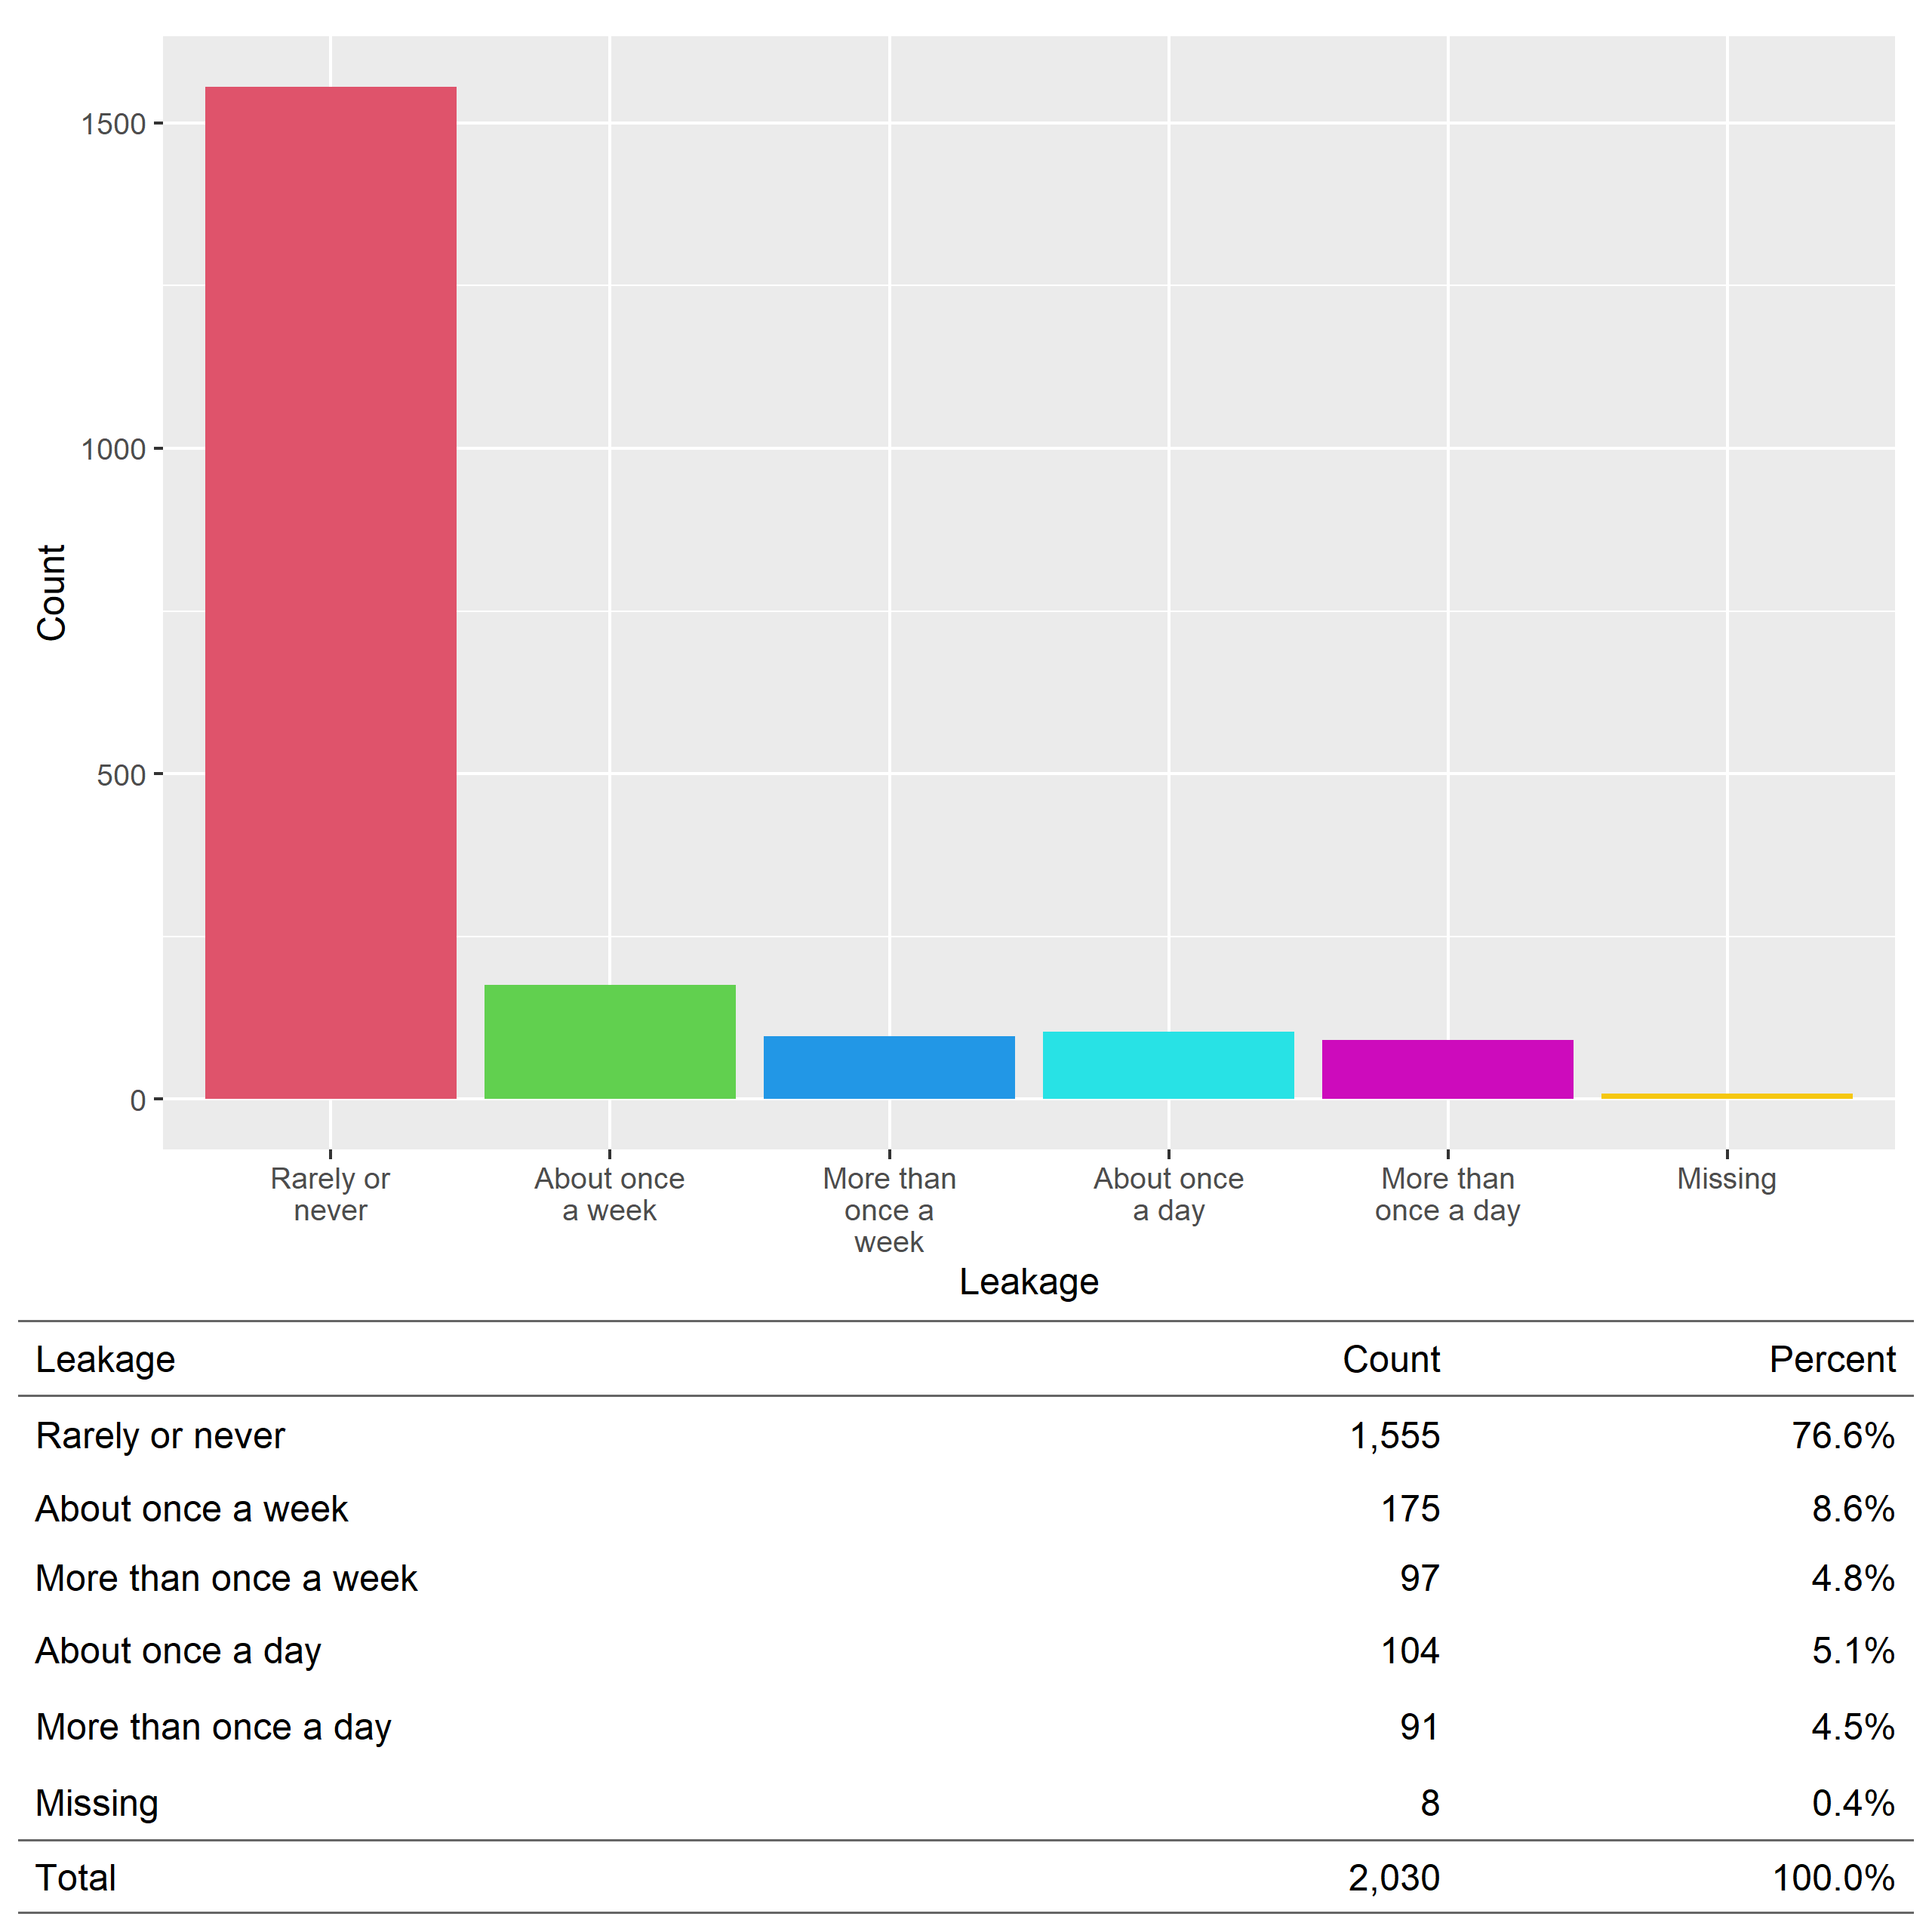 1500
1000
500
0
Count
Rarely or
never
About once
a week
More than
once a
week
About once
a day
More than
once a day
Missing
Leakage
Leakage Count Percent
Rarely or never 1,555 76.6%
About once a week 175 8.6%
More than once a week 97 4.8%
About once a day 104 5.1%
More than once a day 91 4.5%
Missing 8 0.4%
Total 2,030 100.0%